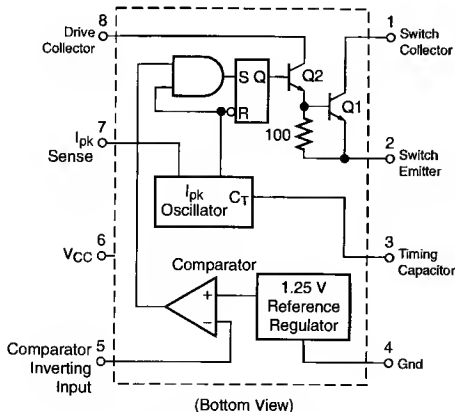 8
Drive
Collector
1
Switch
Collector
S Q
R
Q2
Q1
100
7
Ipk
Sense
2
Switch
Emitter
Ipk
Oscillator
CT
6
VCC
3
Timing
Capacitor
Comparator
+
−
1.25 V
Reference
Regulator
5
Comparator
Inverting
Input
4
Gnd
(Bottom View)